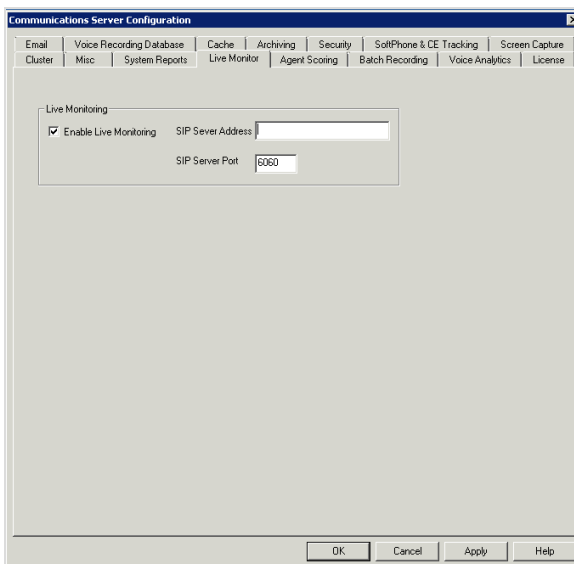 Communications Server Configuration
Email Voice Recording Database Cache Archiving Security SoftPhone & CE Tracking Screen Capture
Cluster Misc System Reports Live Monitor Agent Scoring Batch Recording Voice Analytics License
Live Monitoring
Enable Live Monitoring SIP Sever Address
SIP Server Port 6060
OK Cancel Apply Help